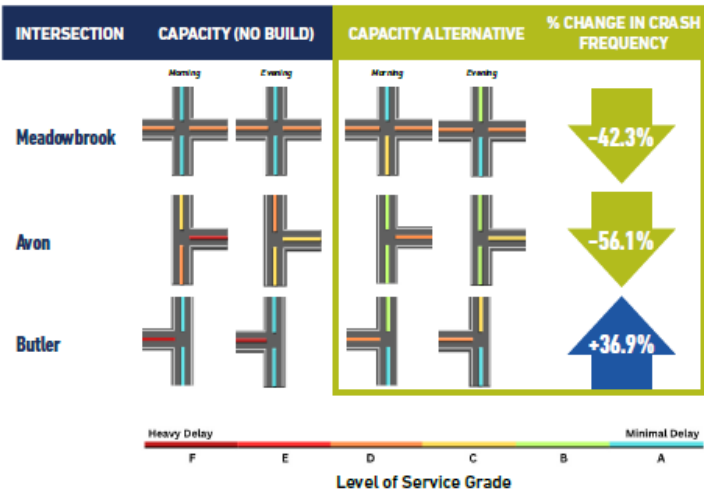 INTERSECTION CAPACITY (NO BUILD) CAPACITY ALTERNATIVE % CHANGE IN CRASH
FREQUENCY
Morning Evening Morning Evening
Meadowbrook -42.3%
Avon -56.1%
Butler +36.9%
Heavy Delay Minimal Delay
F E D C B A
Level of Service Grade